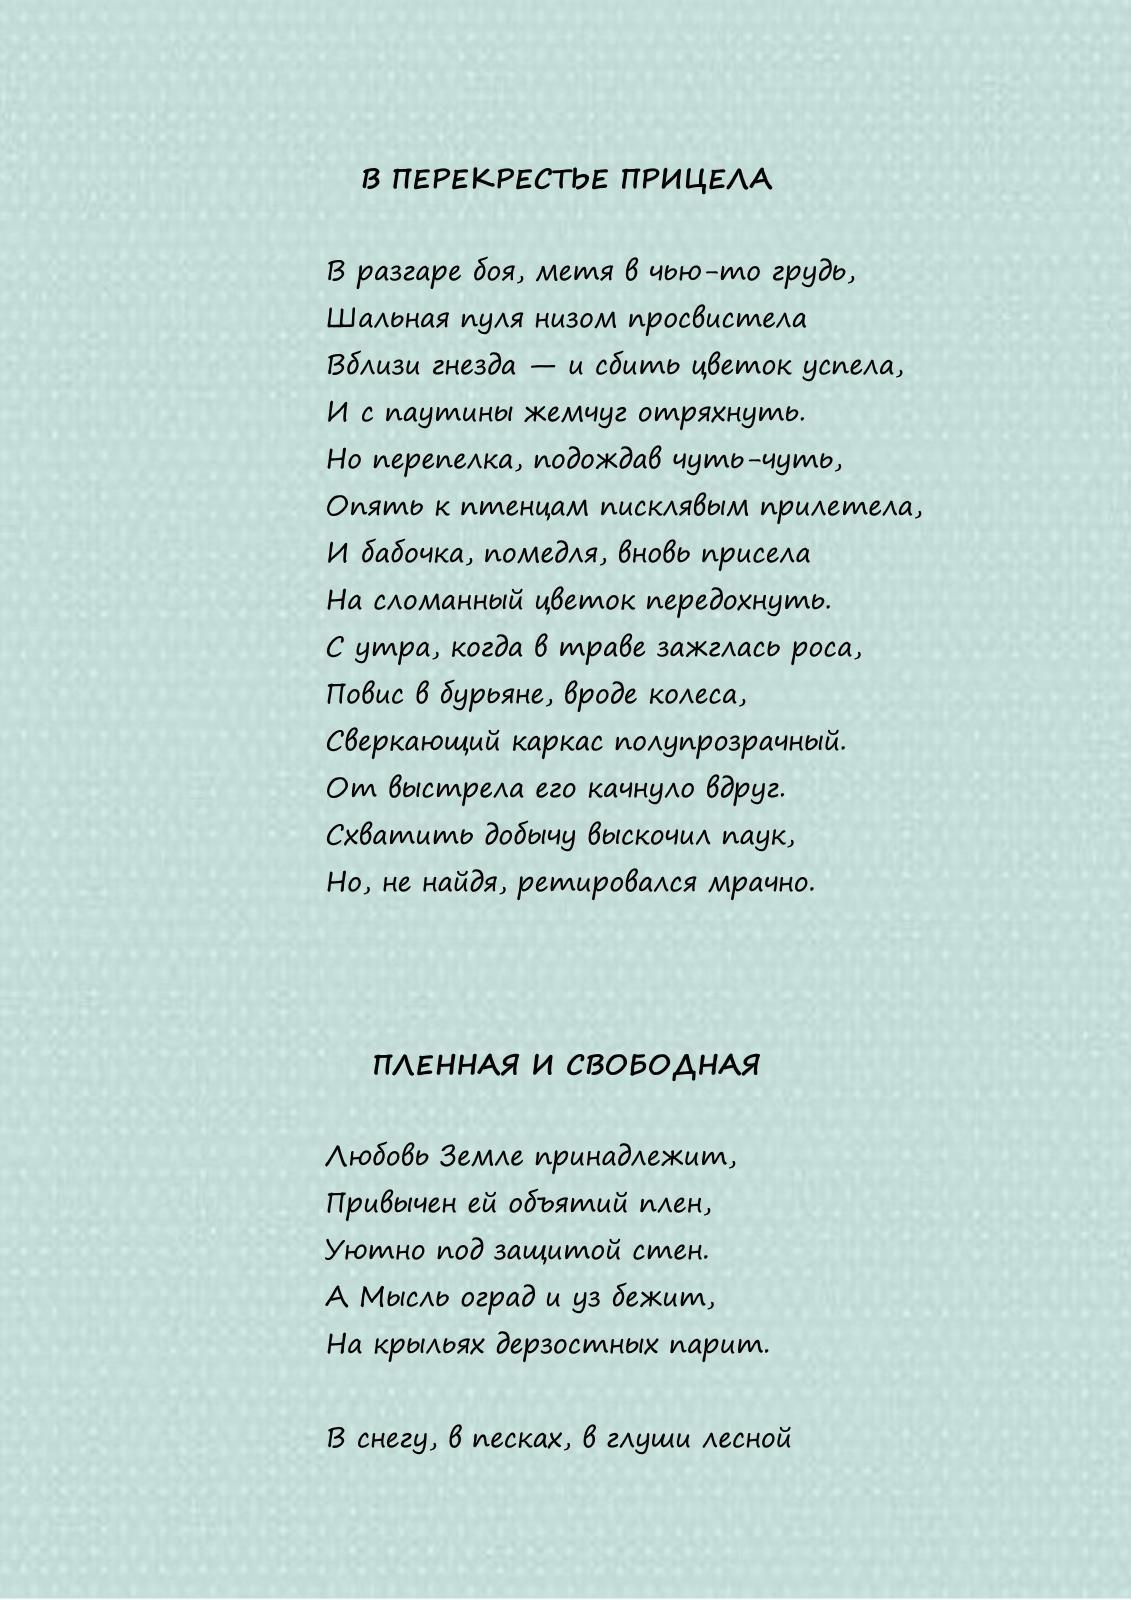 В ПЕРЕКРЕСТЬЕ ПРИЦЕЛА
В разгаре боя, метя в чью-то грудь,
Шальная пуля низом просвистела
Вблизи гнезда — и сбить цветок успела,
И с паутины жемчуг отряхнуть.
Но перепелка, подождав чуть-чуть,
Опять к птенцам писклявым прилетела,
И бабочка, помедля, вновь присела
На сломанный цветок передохнуть.
С утра, когда в траве зажглась роса,
Повис в бурьяне, вроде колеса,
Сверкающий каркас полупрозрачный.
От выстрела его качнуло вдруг.
Схватить добычу выскочил паук,
Но, не найдя, ретировался мрачно.
ПЛЕННАЯ И СВОБОДНАЯ
Любовь Земле принадлежит,
Привычен ей объятий плен,
Уютно под защитой стен.
А Мысль оград и уз бежит,
На крыльях дерзостных парит.
В снегу, в песках, в глуши лесной